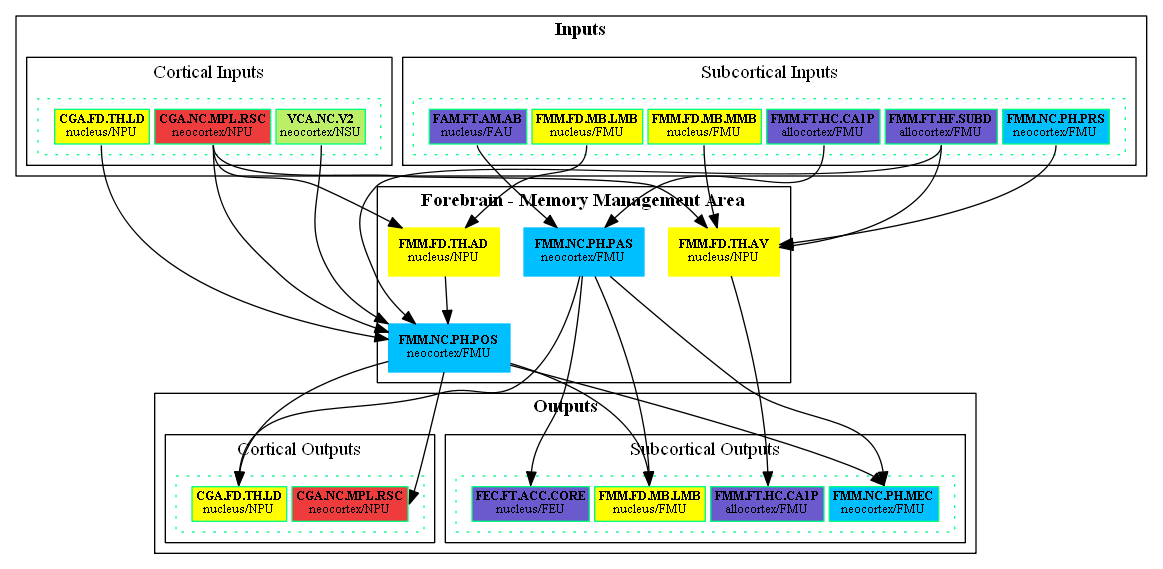 Inputs
Cortical Inputs
Subcortical Inputs
CGA.FD.TH.LD
nucleus/NPU
CGA.NC.MPL.RSC
neocortex/NPU
VCA.NC.V2
neocortex/NSU
FAM.FT.AM.AB
nucleus/FAU
FMM.FD.MB.LMB
nucleus/FMU
FMM.FD.MB.MMB
nucleus/FMU
FMM.FT.HC.CA1P
allocortex/FMU
FMM.FT.HF.SUBD
allocortex/FMU
FMM.NC.PH.PRS
neocortex/FMU
Forebrain - Memory Management Area
FMM.FD.TH.AD
nucleus/NPU
FMM.NC.PH.PAS
neocortex/FMU
FMM.FD.TH.AV
nucleus/NPU
FMM.NC.PH.POS
neocortex/FMU
Outputs
Cortical Outputs
Subcortical Outputs
CGA.FD.TH.LD
nucleus/NPU
CGA.NC.MPL.RSC
neocortex/NPU
FEC.FT.ACC.CORE
nucleus/FEU
FMM.FD.MB.LMB
nucleus/FMU
FMM.FT.HC.CA1P
allocortex/FMU
FMM.NC.PH.MEC
neocortex/FMU